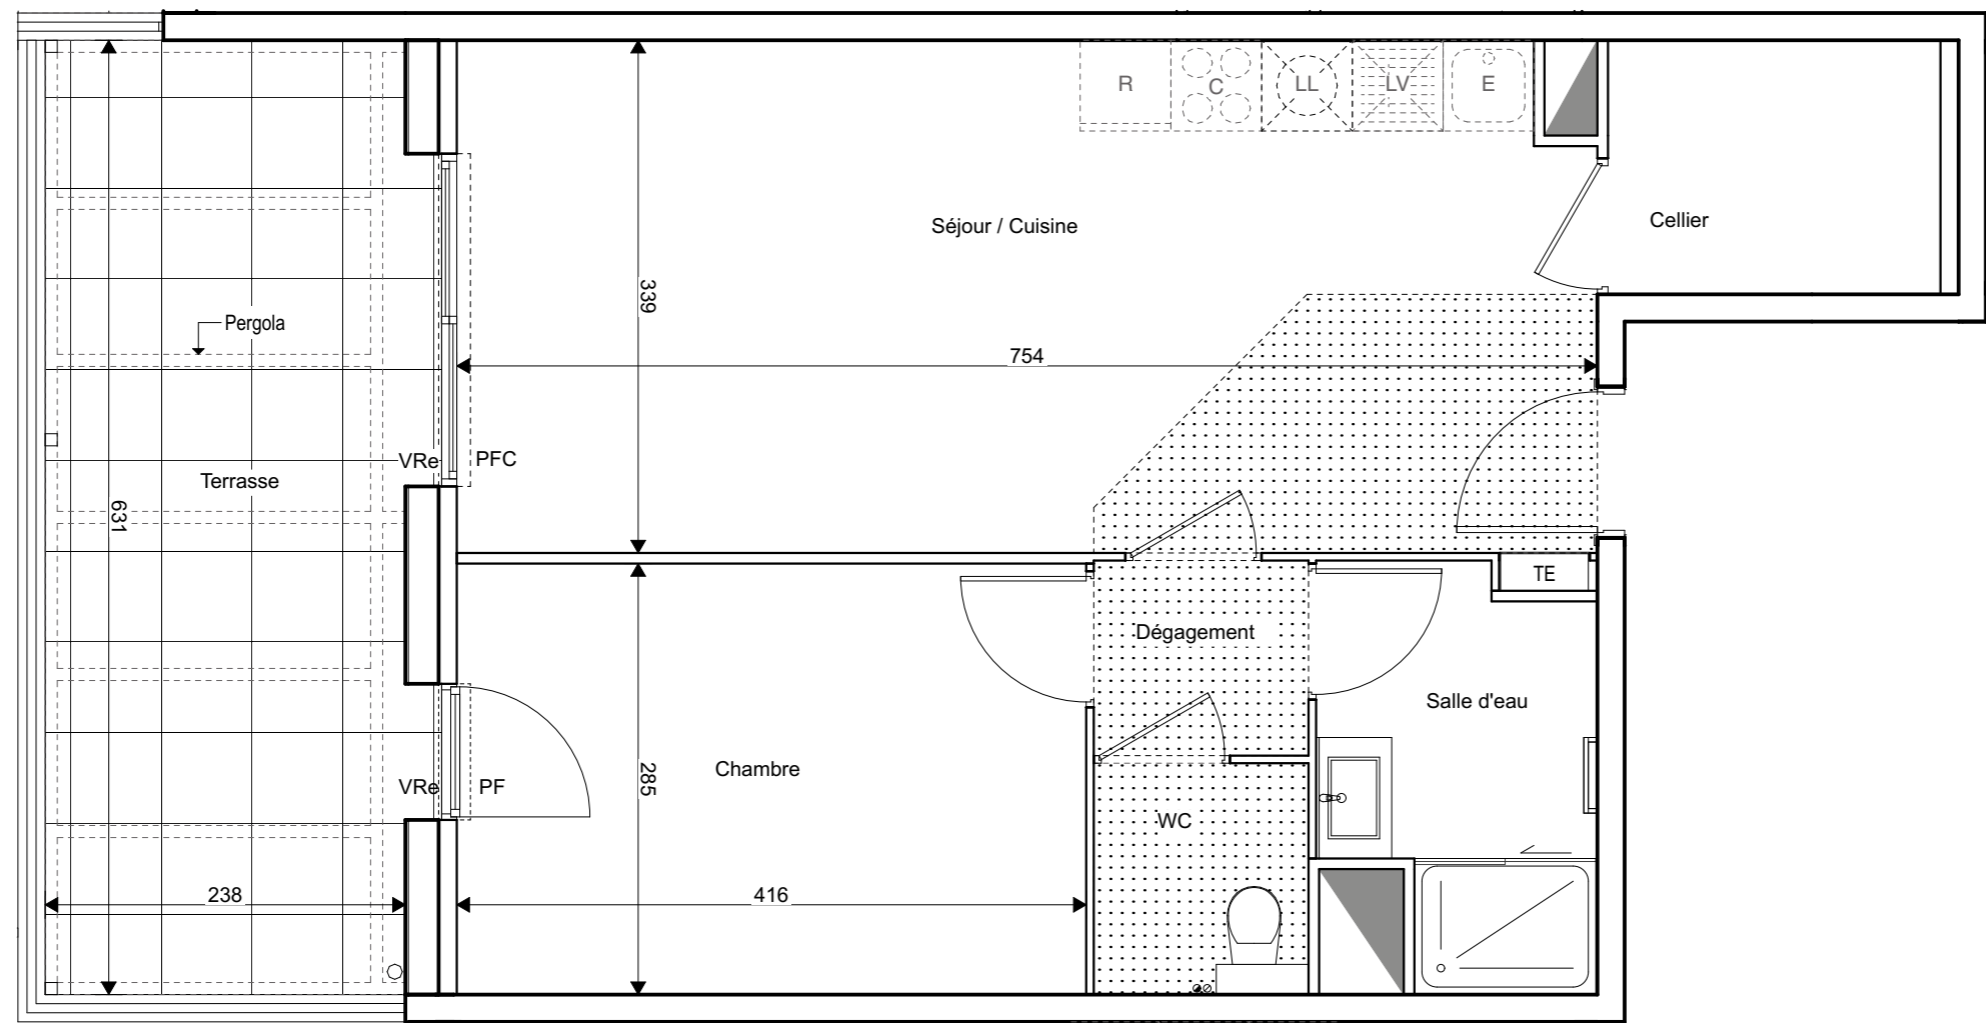 R
C
LL
LV
E
Séjour / Cuisine
Cellier
339
Pergola
754
VRe
PFC
Terrasse
631
TE
Dégagement
Salle d'eau
Chambre
285
VRe
PF
WC
238
416